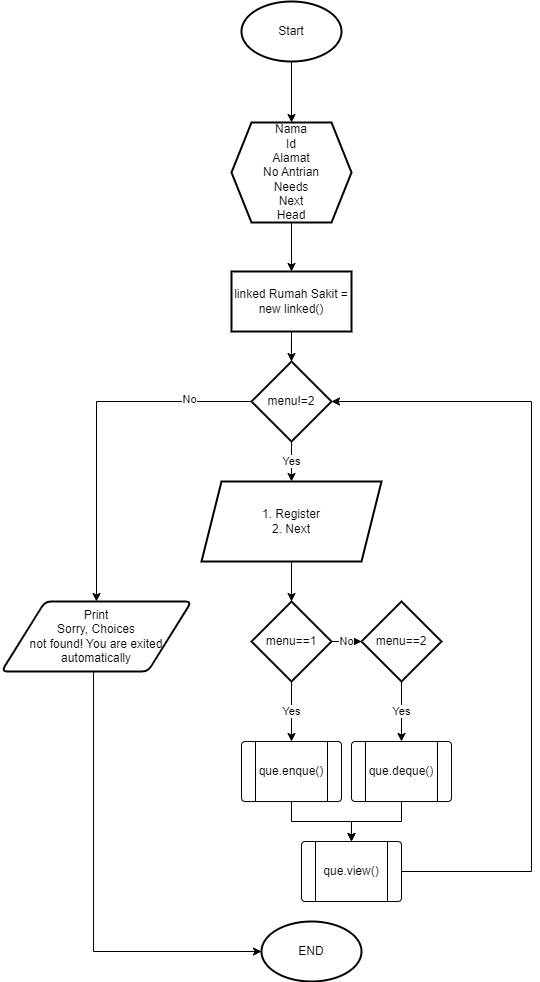 Start
Nama
Id
Alamat
No Antrian
Needs
Next
Head
linked Rumah Sakit =
new linked()
menu!=2
No
Yes
1. Register
2. Next
Print
Sorry, Choices
not found! You are exited
automatically
menu==1
No
menu==2
Yes
Yes
que.enque()
que.deque()
que.view()
END